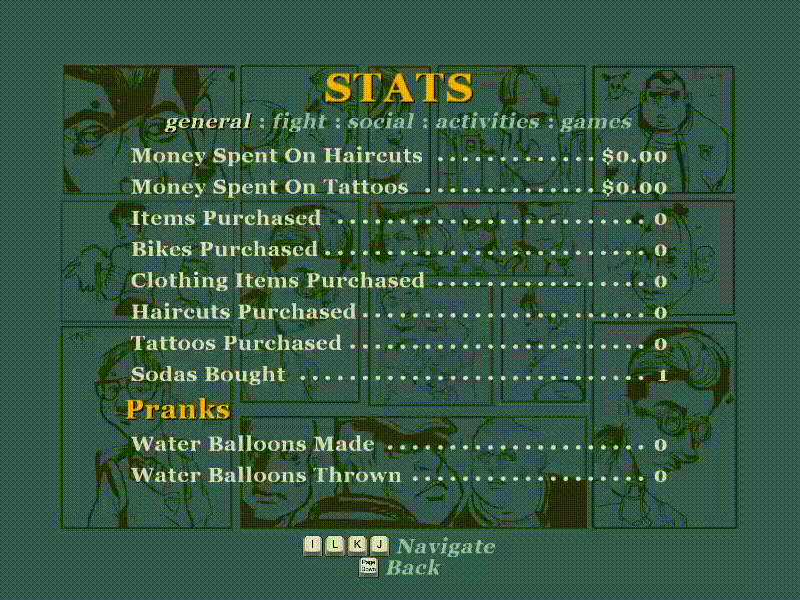 STATS
general : fight : social : activities : games
Money Spent On Haircuts ............. $0.00
Money Spent On Tattoos ............. $0.00
Items Purchased ...................... 0
Bikes Purchased ....................... 0
Clothing Items Purchased ............... 0
Haircuts Purchased .................... 0
Tattoos Purchased ..................... 0
Sodas Bought ......................... 1
Pranks
Water Balloons Made ................... 0
Water Balloons Thrown ................. 0
I L K J Navigate
Page Down Back